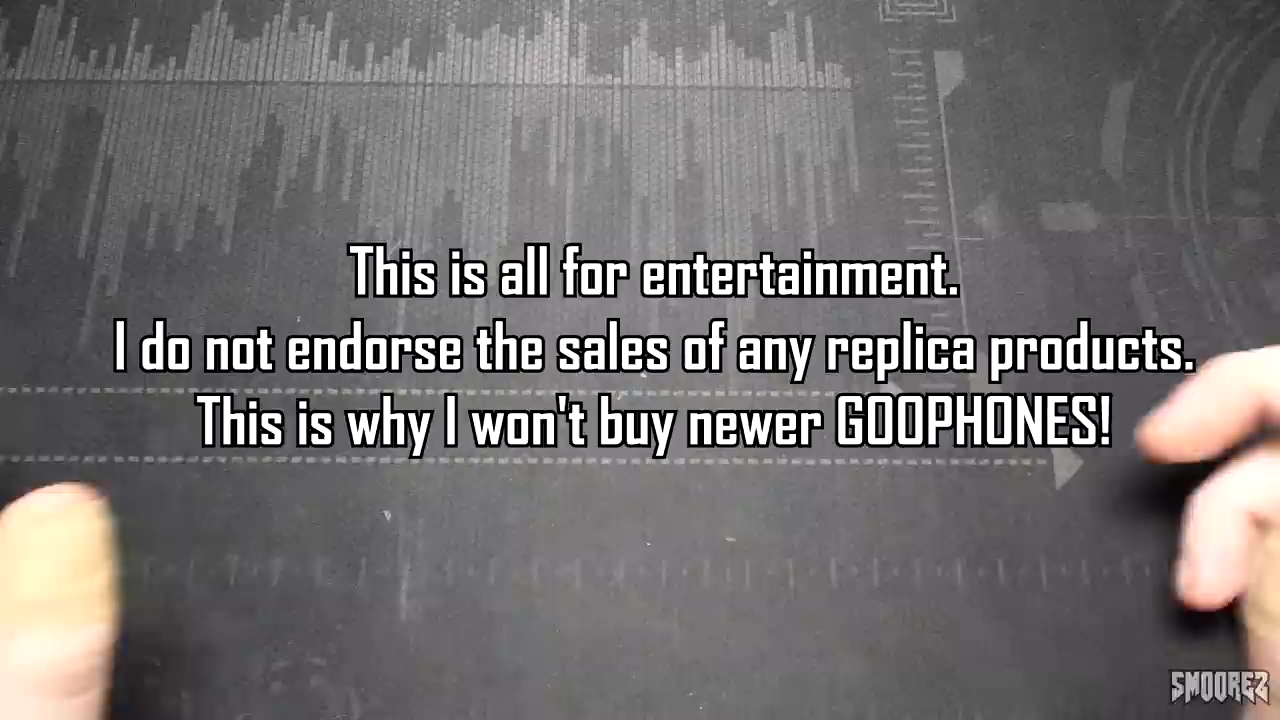 This is all for entertainment.
I do not endorse the sales of any replica products.
This is why I won't buy newer GOOPHONES!
SMOOREZ